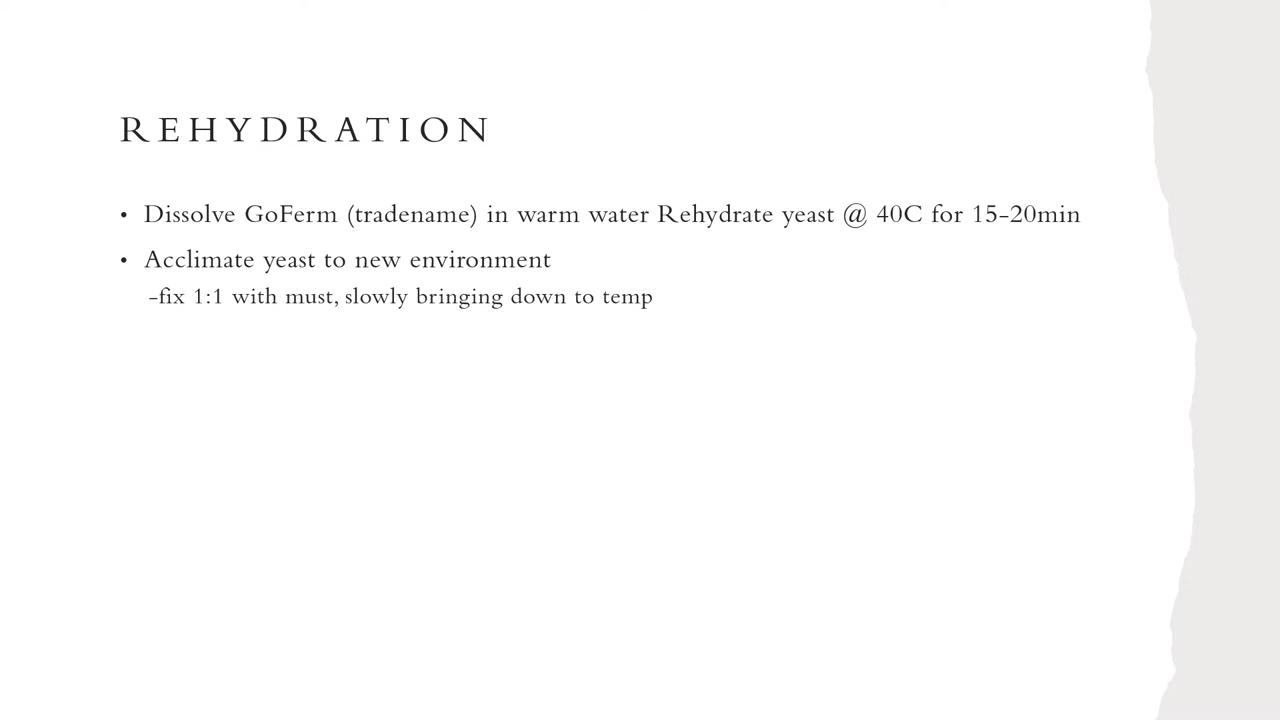 REHYDRATION
• Dissolve GoFerm (tradename) in warm water Rehydrate yeast @ 40C for 15-20min
• Acclimate yeast to new environment
-fix 1:1 with must, slowly bringing down to temp